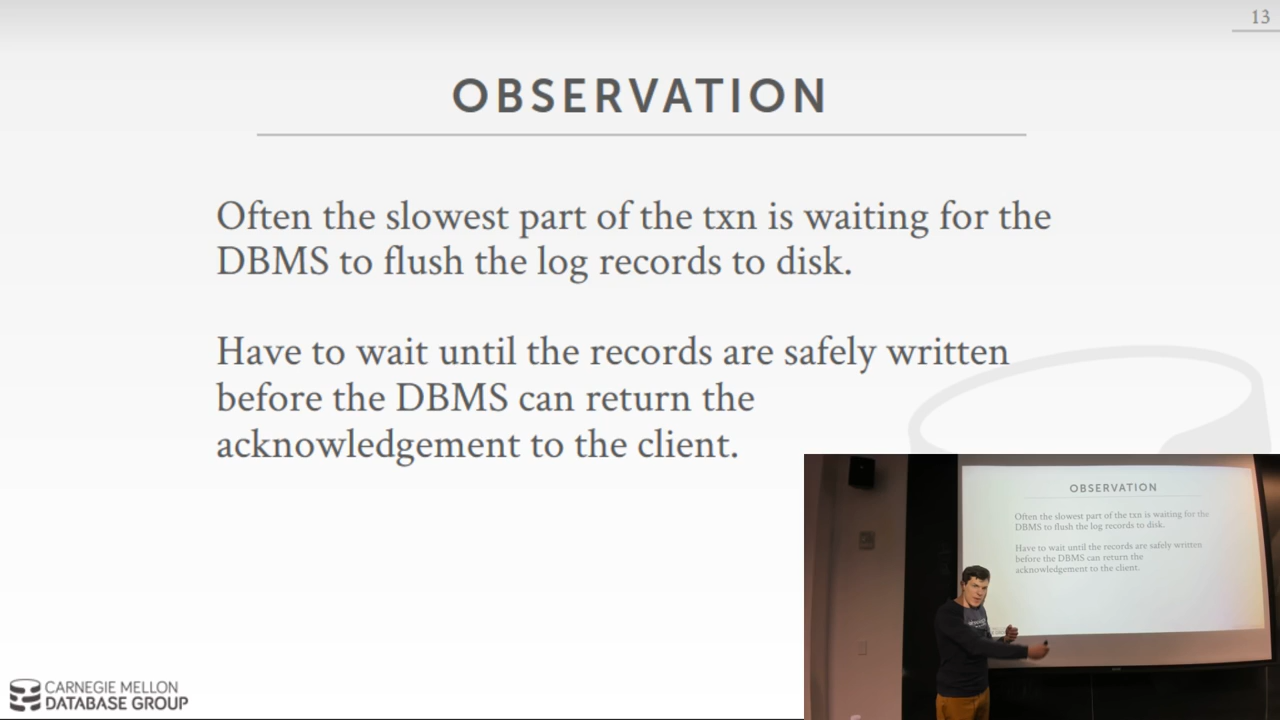 13
OBSERVATION
Often the slowest part of the txn is waiting for the
DBMS to flush the log records to disk.
Have to wait until the records are safely written
before the DBMS can return the
acknowledgement to the client.
OBSERVATION
Often the slowest part of the txn is waiting for the
DBMS to flush the log records to disk.
Have to wait until the records are safely written
before the DBMS can return the
acknowledgement to the client.
CARNEGIE MELLON
DATABASE GROUP